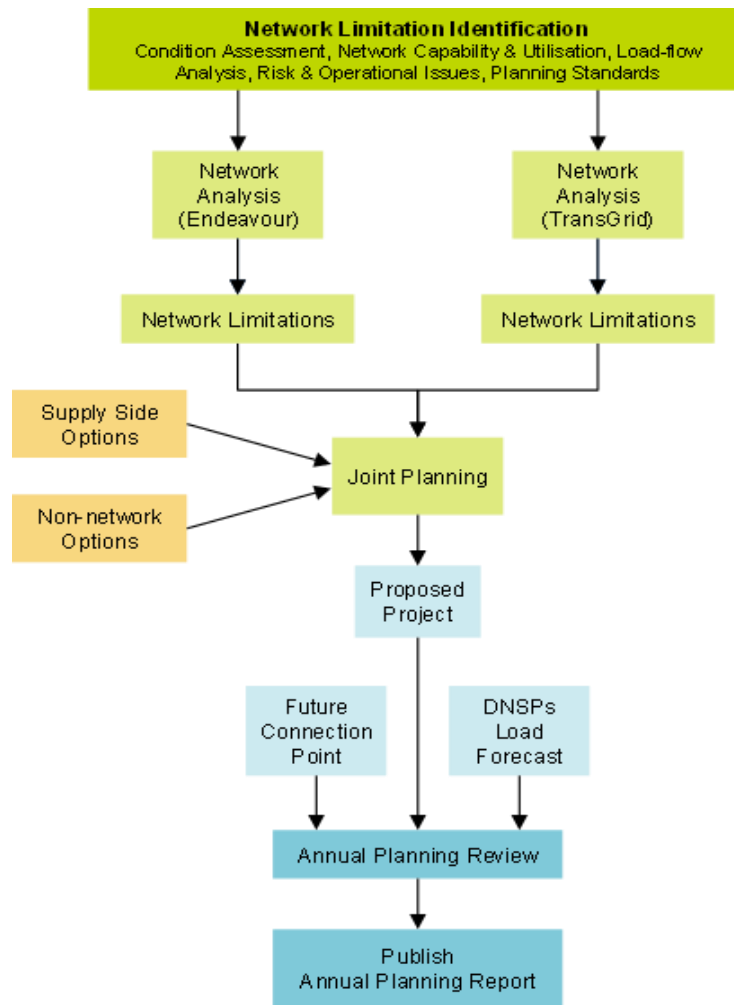 Network Limitation Identification
Condition Assessment, Network Capability & Utilisation, Load-flow
Analysis, Risk & Operational Issues, Planning Standards
Network
Analysis
(Endeavour)
Network
Analysis
(TransGrid)
Network Limitations
Network Limitations
Supply Side
Options
Joint Planning
Non-network
Options
Proposed
Project
Future
Connection
Point
DNSPs
Load
Forecast
Annual Planning Review
Publish
Annual Planning Report